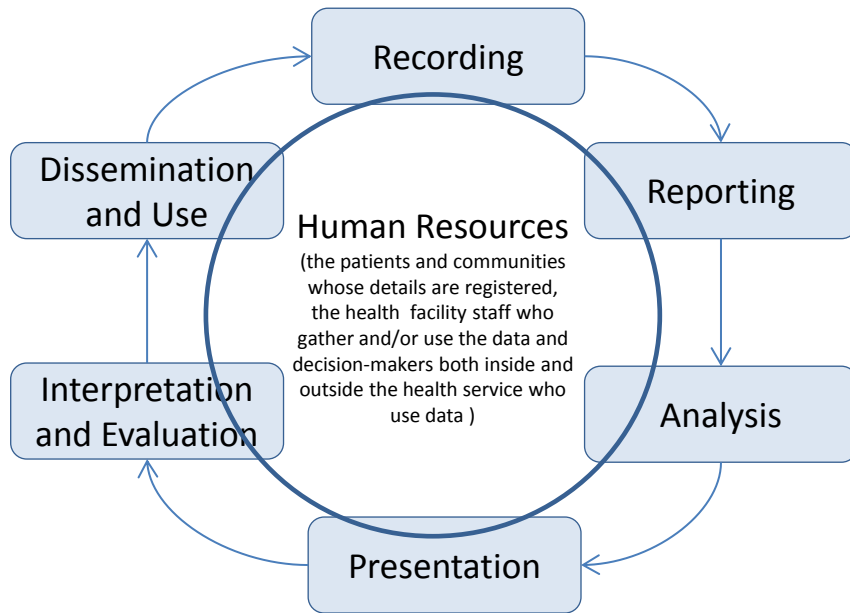 Recording
Reporting
Analysis
Presentation
Interpretation
and Evaluation
Dissemination
and Use
Human Resources
(the patients and communities
whose details are registered,
the health facility staff who
gather and/or use the data and
decision-makers both inside and
outside the health service who
use data )